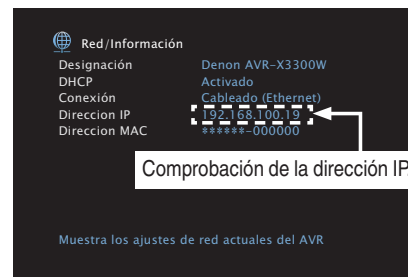 Red/Información
Designación Denon AVR-X3300W
DHCP Activado
Conexión Cableado (Ethernet)
Direccion IP 192.168.100.19
Direccion MAC ******-000000
Comprobación de la dirección IP.
Muestra los ajustes de red actuales del AVR